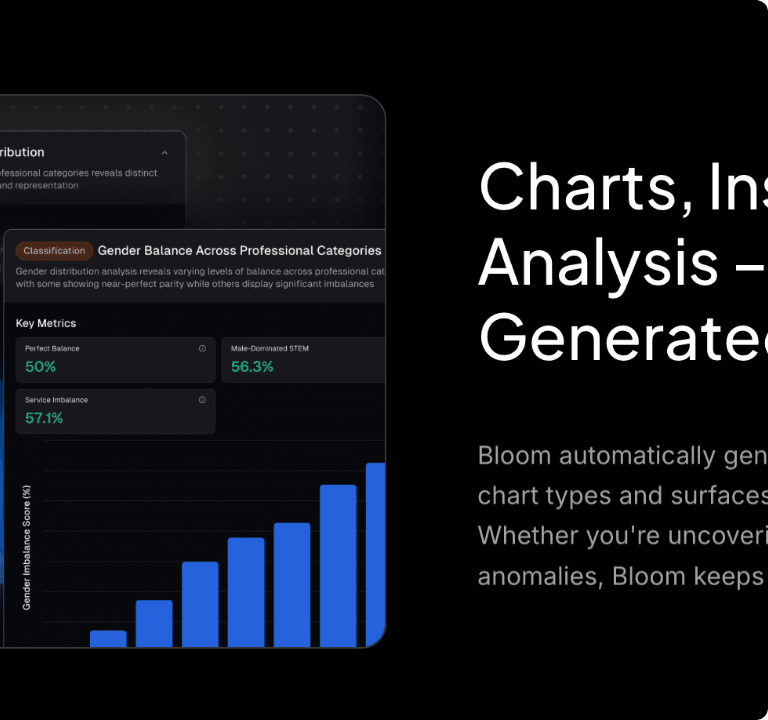 ribution
fessional categories reveals distinct
and representation
Classification Gender Balance Across Professional Categories
Gender distribution analysis reveals varying levels of balance across professional cat
with some showing near-perfect parity while others display significant imbalances
Key Metrics
Perfect Balance
50%
Male-Dominated STEM
56.3%
Service Imbalance
57.1%
Gender Imbalance Score (%)
Charts, Ins
Analysis –
Generated
Bloom automatically gen
chart types and surfaces
Whether you're uncoveri
anomalies, Bloom keeps